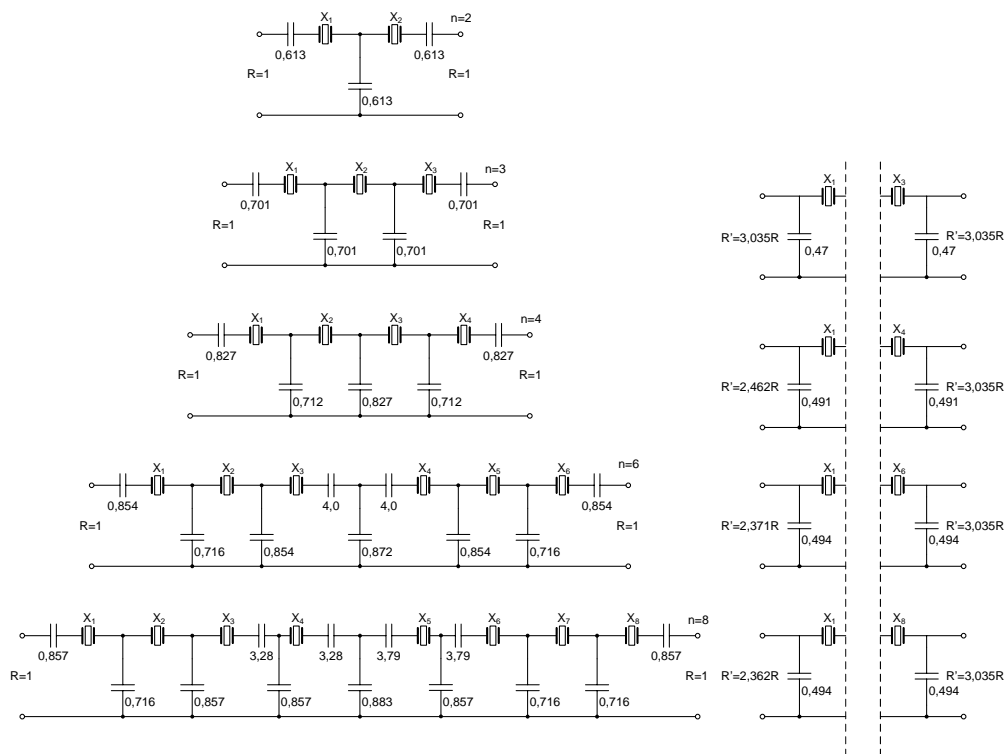 X₁ X₂ n=2
0,613 0,613
R=1 R=1
0,613
X₁ X₂ X₃ n=3
0,701 0,701
R=1 R=1
0,701 0,701
X₁ X₃
R'=3,035R 0,47 0,47 R'=3,035R
X₁ X₂ X₃ X₄ n=4
0,827 0,827
R=1 R=1
0,712 0,827 0,712
X₁ X₄
R'=2,462R 0,491 0,491 R'=3,035R
X₁ X₂ X₃ X₄ X₅ X₆ n=6
0,854 4,0 4,0 0,854
R=1 R=1
0,716 0,854 0,872 0,854 0,716
X₁ X₆
R'=2,371R 0,494 0,494 R'=3,035R
X₁ X₂ X₃ X₄ X₅ X₆ X₇ X₈ n=8
0,857 3,28 3,28 3,79 3,79 0,857
R=1 R=1
0,716 0,857 0,857 0,883 0,857 0,716 0,716
X₁ X₈
R'=2,362R 0,494 0,494 R'=3,035R